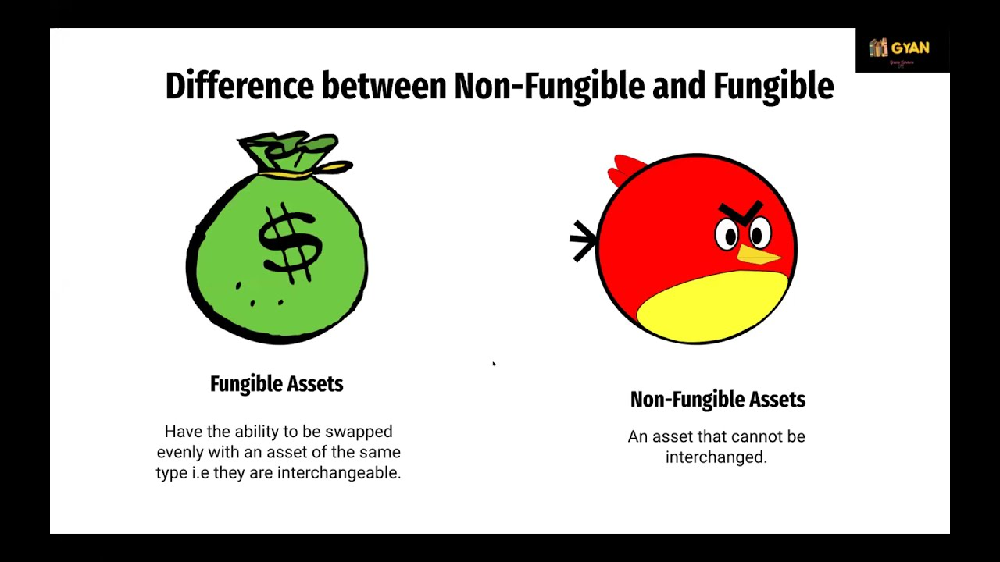 GYAN
Difference between Non-Fungible and Fungible
$
Fungible Assets
Have the ability to be swapped
evenly with an asset of the same
type i.e they are interchangeable.
Non-Fungible Assets
An asset that cannot be
interchanged.